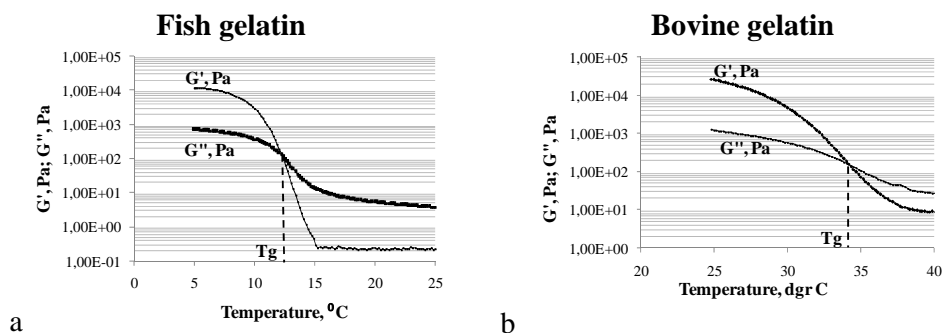 Fish gelatin
1,00E+05
1,00E+04
1,00E+03
1,00E+02
1,00E+01
1,00E+00
1,00E-01
G', Pa; G'', Pa
G', Pa
G'', Pa
Tg
0 5 10 15 20 25
Temperature, ⁰C
a
Bovine gelatin
1,00E+05
1,00E+04
1,00E+03
1,00E+02
1,00E+01
1,00E+00
G', Pa; G'', Pa
G', Pa
G'', Pa
Tg
20 25 30 35 40
Temperature, dgr C
b